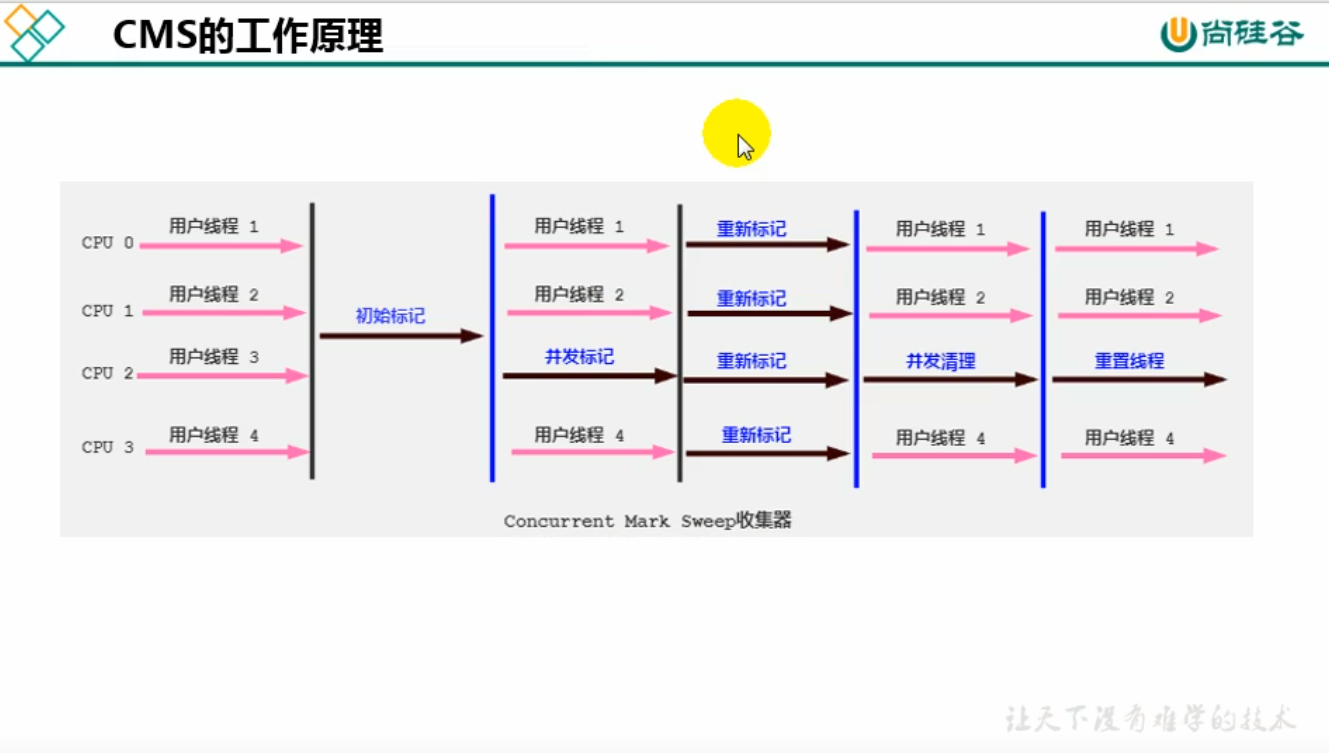 CMS的工作原理
尚硅谷
用户线程 1 用户线程 1 重新标记 用户线程 1 用户线程 1
CPU 0
用户线程 2 用户线程 2 重新标记 用户线程 2 用户线程 2
CPU 1
初始标记
用户线程 3 并发标记 重新标记 并发清理 重置线程
CPU 2
用户线程 4 用户线程 4 重新标记 用户线程 4 用户线程 4
CPU 3
Concurrent Mark Sweep收集器
让天下没有难学的技术